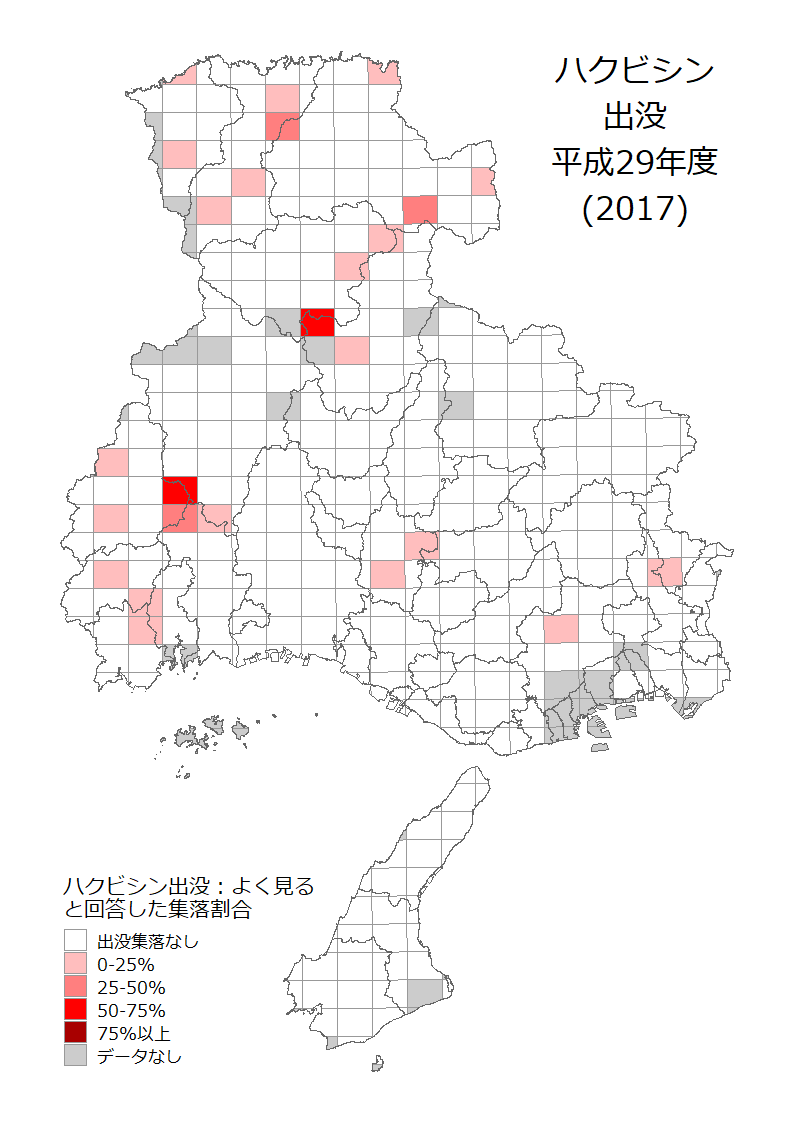 ハクビシン
出没
平成29年度
(2017)
ハクビシン出没：よく見る
と回答した集落割合
出没集落なし
0-25%
25-50%
50-75%
75%以上
データなし